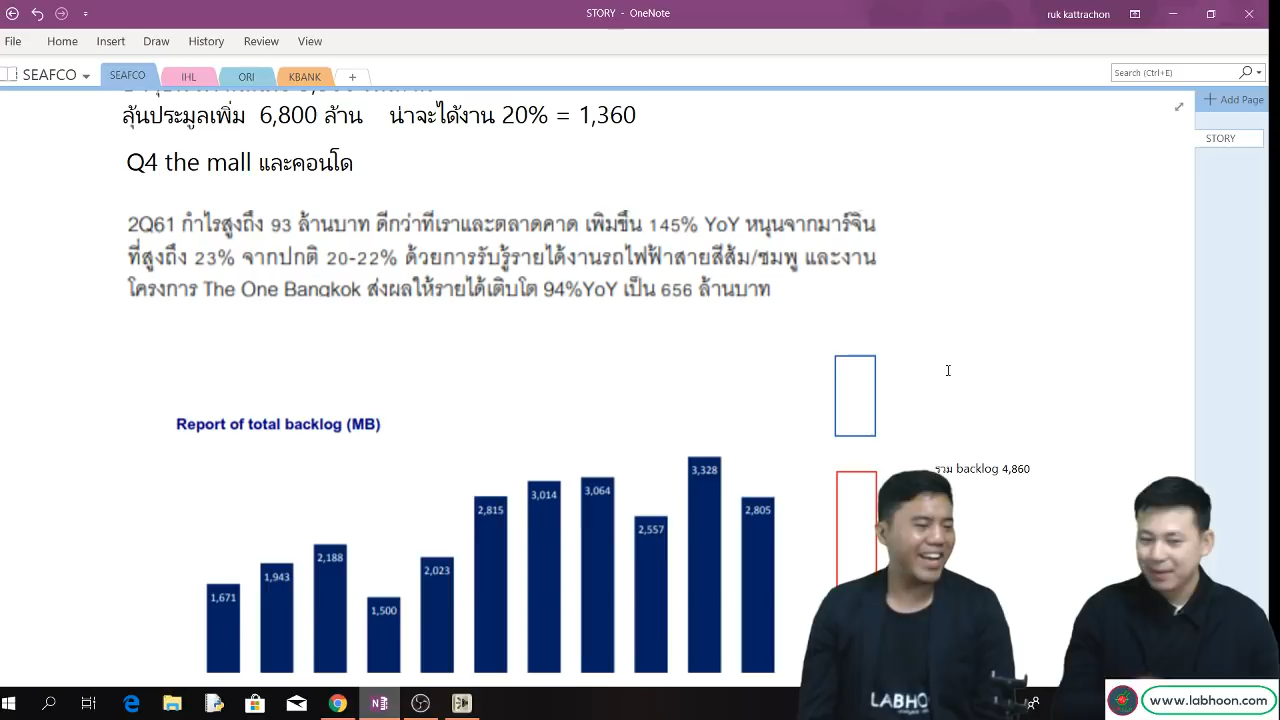 STORY - OneNote
ruk kattrachon
File Home Insert Draw History Review View
SEAFCO
SEAFCO IHL ORI KBANK +
Search (Ctrl+E)
Add Page
STORY
ลุ้นประมูลเพิ่ม 6,800 ล้าน น่าจะได้งาน 20% = 1,360
Q4 the mall และคอนโด
2Q61 กำไรสูงถึง 93 ล้านบาท ดีกว่าที่เราและตลาดคาด เพิ่มขึ้น 145% YoY หนุนจากมาร์จิน
ที่สูงถึง 23% จากปกติ 20-22% ด้วยการรับรู้รายได้งานรถไฟฟ้าสายสีส้ม/ชมพู และงาน
โครงการ The One Bangkok ส่งผลให้รายได้เติบโต 94%YoY เป็น 656 ล้านบาท
Report of total backlog (MB)
รวม backlog 4,860
1,671 1,943 2,188 1,500 2,023 2,815 3,014 3,064 2,557 3,328 2,805
LABHO
www.labhoon.com